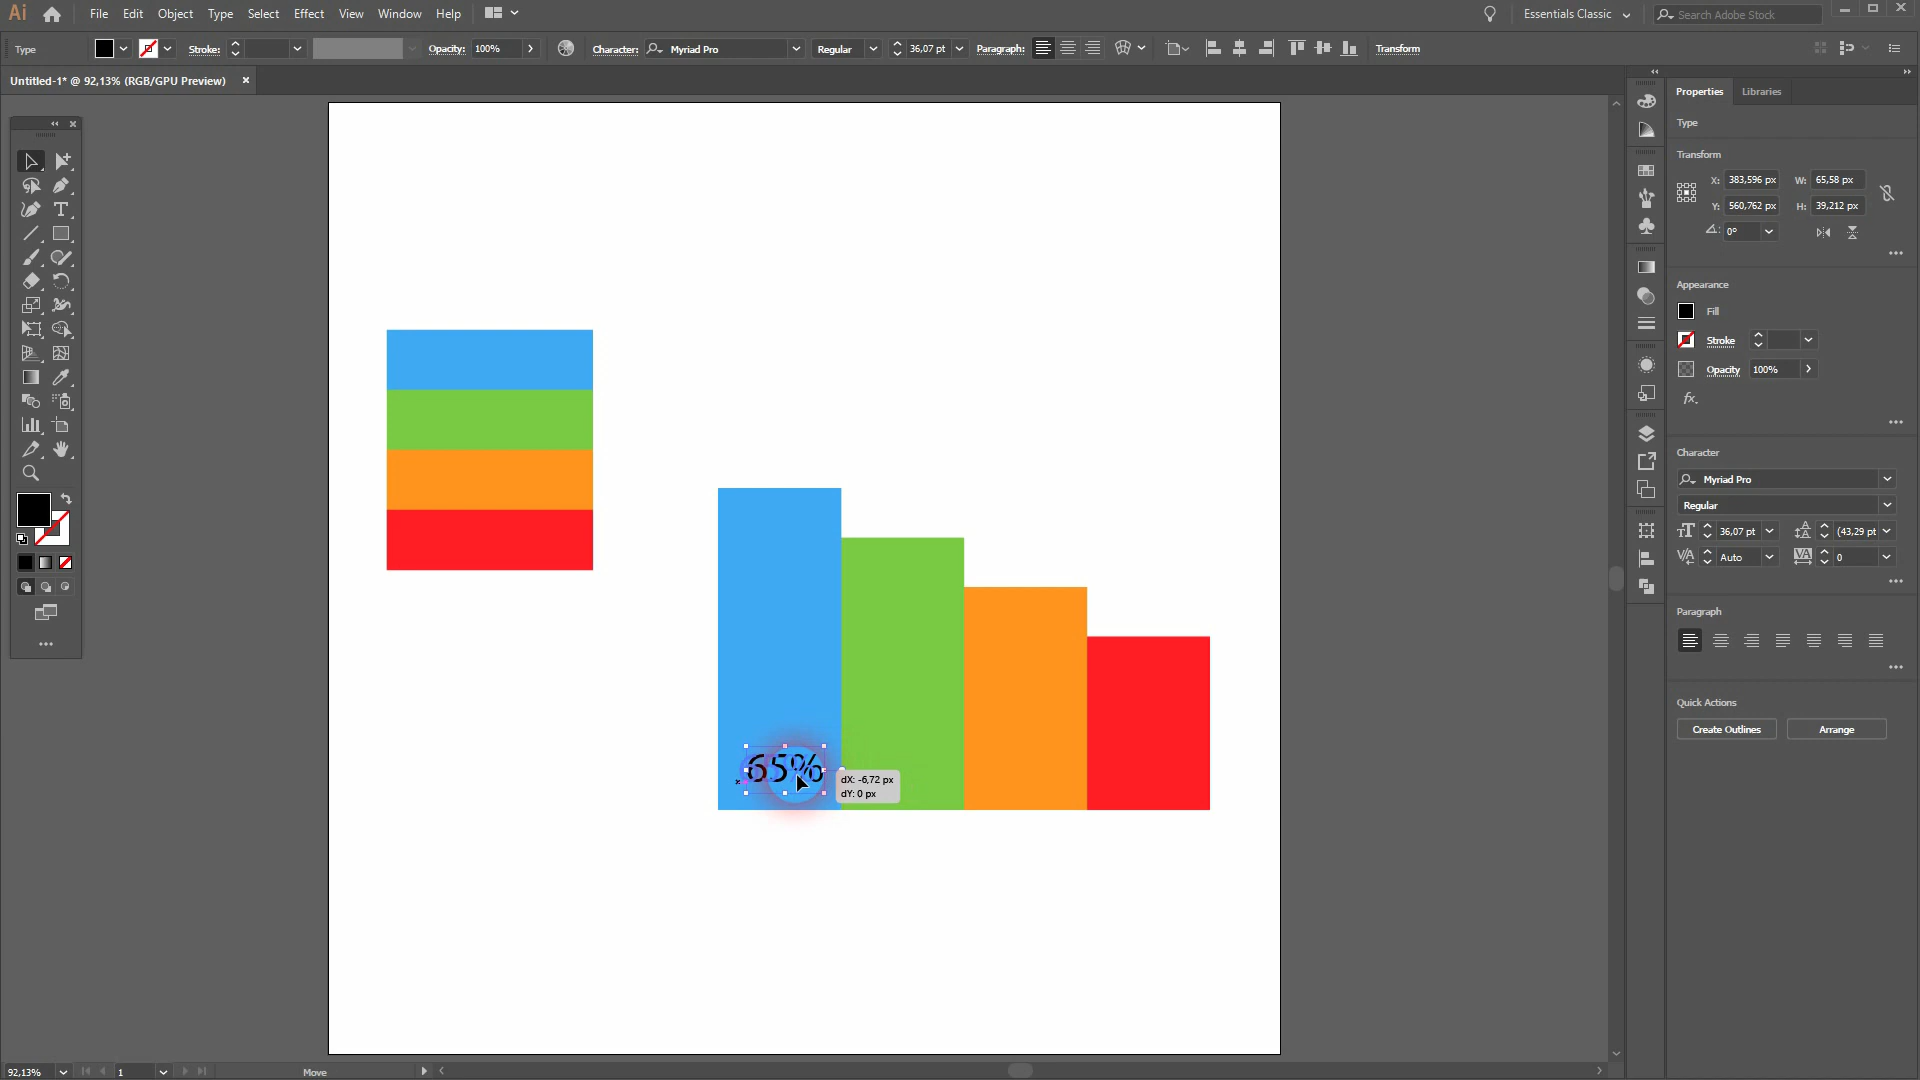 Ai File Edit Object Type Select Effect View Window Help Essentials Classic Search Adobe Stock
Type Stroke: Opacity: 100% Character: Myriad Pro Regular 36,07 pt Paragraph: Transform
Untitled-1* @ 92,13% (RGB/GPU Preview)
Properties Libraries
Type
Transform
X: 383,596 px W: 65,58 px
Y: 560,762 px H: 39,212 px
0°
Appearance
Fill
Stroke
Opacity 100%
fx.
Character
Myriad Pro
Regular
36,07 pt (43,29 pt
Auto 0
Paragraph
Quick Actions
Create Outlines Arrange
65%
dX: -6,72 px
dY: 0 px
92,13% 1 Move